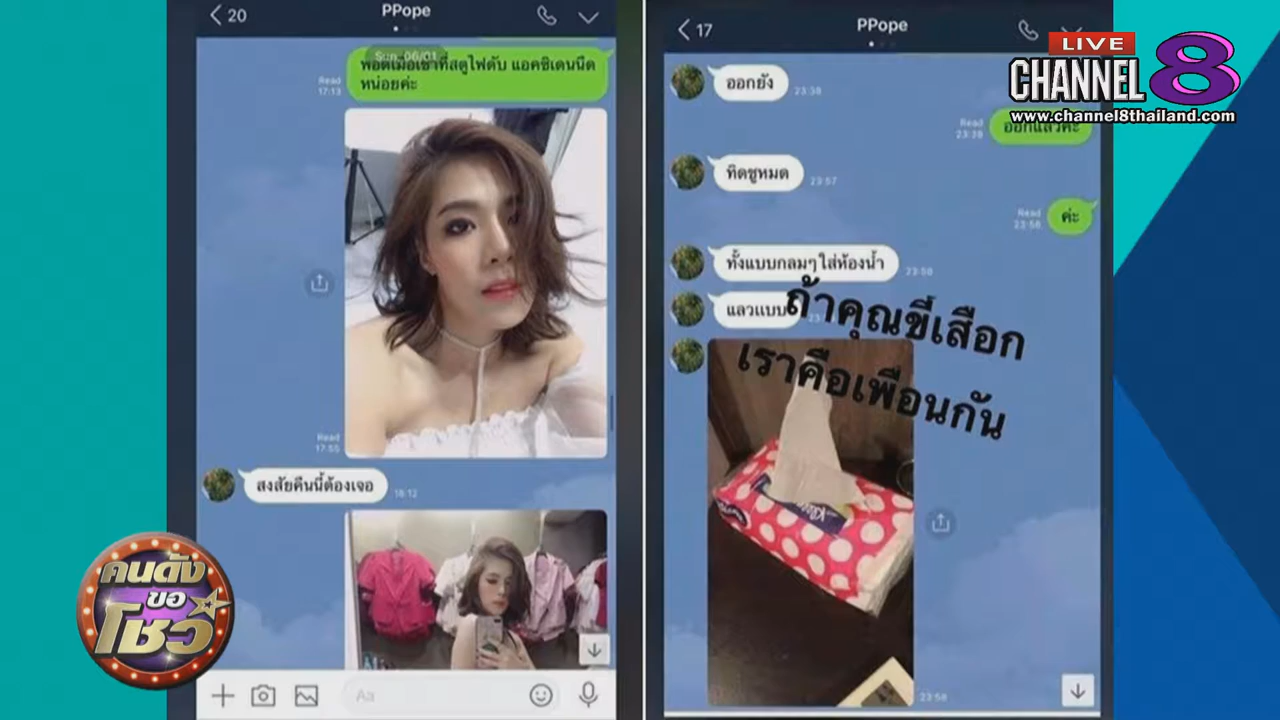 20
PPope
Sun, 06/01
พอดีเมื่อเช้าที่สตูไฟดับ แอคซิเดนนึด
หน่อยค่ะ
Read
17:13
Read
17:55
สงสัยคืนนี้ต้องเจอ
18:12
Aa
คนดัง
ขอ
โชว์
17
PPope
ออกยัง
23:38
ออกแล้วค่ะ
Read
23:39
ทิดชูหมด
23:57
ค่ะ
Read
23:58
ทั้งแบบกลมๆ ใส่ห้องน้ำ
23:58
แลวแบบ
ถ้าคุณขี้เสือก
เราคือเพื่อนกัน
23:58
LIVE
CHANNEL 8
www.channel8thailand.com